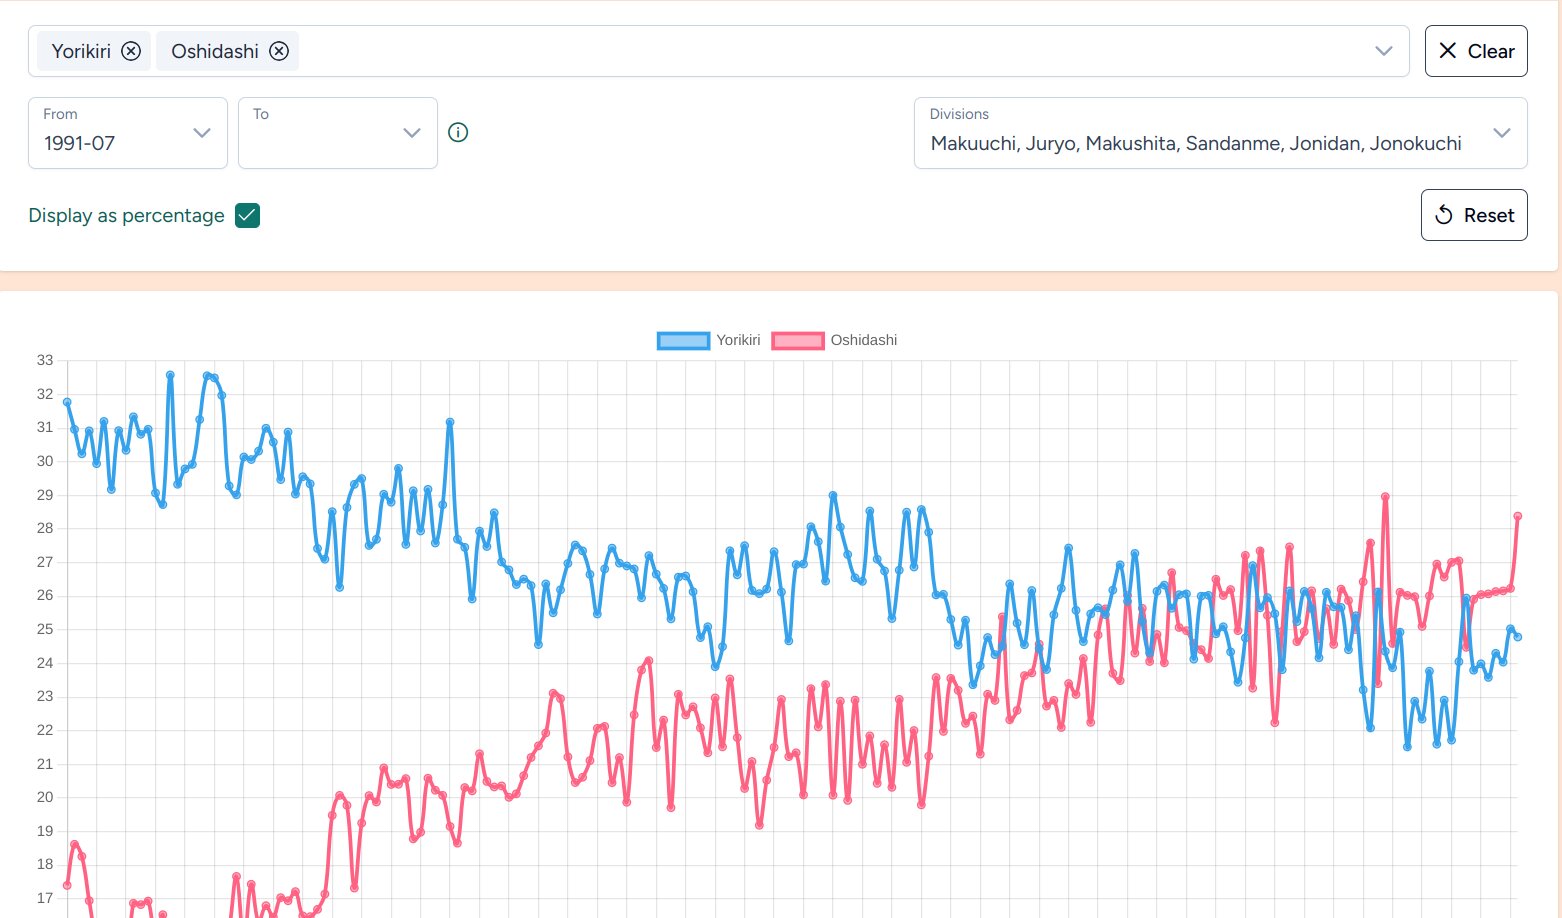 Yorikiri Oshidashi Clear
From
1991-07
To
Divisions
Makuuchi, Juryo, Makushita, Sandanme, Jonidan, Jonokuchi
Display as percentage Reset
Yorikiri Oshidashi
33
32
31
30
29
28
27
26
25
24
23
22
21
20
19
18
17